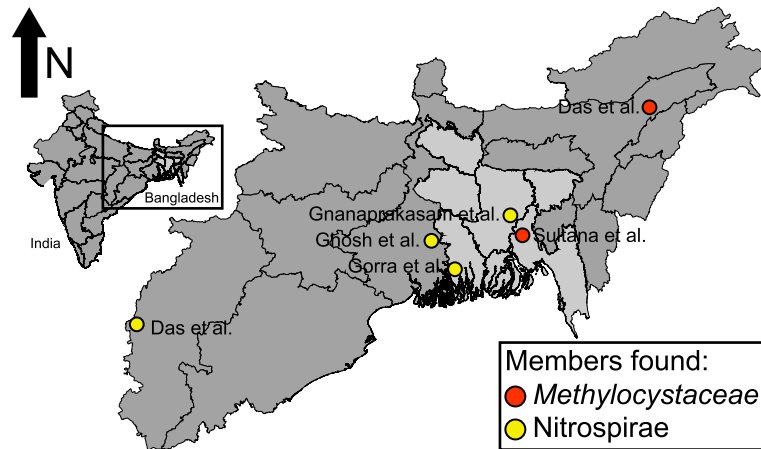 N
Das et al.
Bangladesh
Gnanaprakasam et al.
Ghosh et al.
Sultana et al.
India
Gorra et al.
Das et al.
Members found:
Methylocystaceae
Nitrospirae